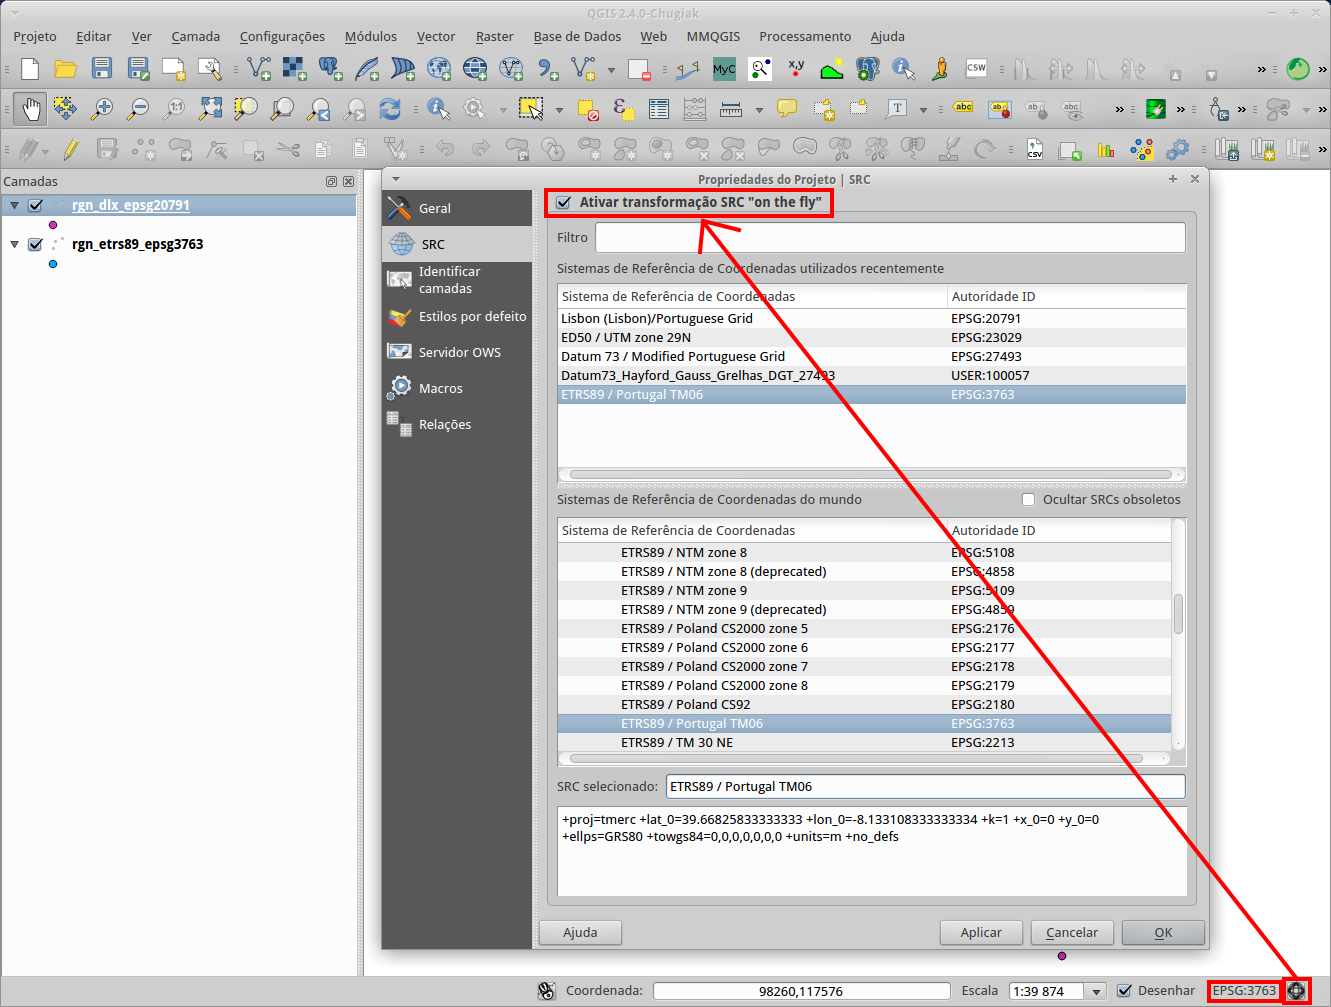 QGIS 2.4.0-Chugiak
Projeto Editar Ver Camada Configurações Módulos Vector Raster Base de Dados Web MMQGIS Processamento Ajuda
MyC x,y CSW
1:1 T abc ab abc
CSV
Camadas
rgn_dlx_epsg20791
rgn_etrs89_epsg3763
Propriedades do Projeto | SRC
Geral
SRC
Identificar
camadas
Estilos por defeito
Servidor OWS
Macros
Relações
Ativar transformação SRC "on the fly"
Filtro
Sistemas de Referência de Coordenadas utilizados recentemente
Sistema de Referência de Coordenadas Autoridade ID
Lisbon (Lisbon)/Portuguese Grid EPSG:20791
ED50 / UTM zone 29N EPSG:23029
Datum 73 / Modified Portuguese Grid EPSG:27493
Datum73_Hayford_Gauss_Grelhas_DGT_27493 USER:100057
ETRS89 / Portugal TM06 EPSG:3763
Sistemas de Referência de Coordenadas do mundo Ocultar SRCs obsoletos
Sistema de Referência de Coordenadas Autoridade ID
ETRS89 / NTM zone 8 EPSG:5108
ETRS89 / NTM zone 8 (deprecated) EPSG:4858
ETRS89 / NTM zone 9 EPSG:5109
ETRS89 / NTM zone 9 (deprecated) EPSG:4859
ETRS89 / Poland CS2000 zone 5 EPSG:2176
ETRS89 / Poland CS2000 zone 6 EPSG:2177
ETRS89 / Poland CS2000 zone 7 EPSG:2178
ETRS89 / Poland CS2000 zone 8 EPSG:2179
ETRS89 / Poland CS92 EPSG:2180
ETRS89 / Portugal TM06 EPSG:3763
ETRS89 / TM 30 NE EPSG:2213
SRC selecionado: ETRS89 / Portugal TM06
+proj=tmerc +lat_0=39.66825833333333 +lon_0=-8.133108333333334 +k=1 +x_0=0 +y_0=0
+ellps=GRS80 +towgs84=0,0,0,0,0,0,0 +units=m +no_defs
Ajuda Aplicar Cancelar OK
Coordenada: 98260,117576 Escala 1:39 874 Desenhar EPSG:3763